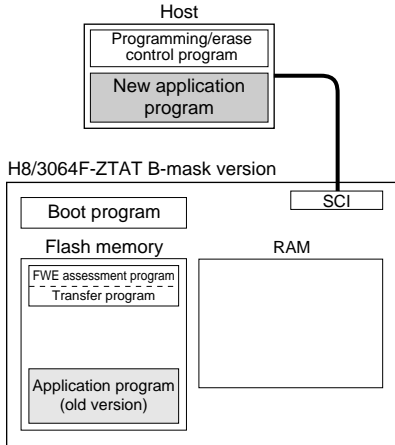 Host
Programming/erase
control program
New application
program
H8/3064F-ZTAT B-mask version
SCI
Boot program
Flash memory
RAM
FWE assessment program
Transfer program
Application program
(old version)